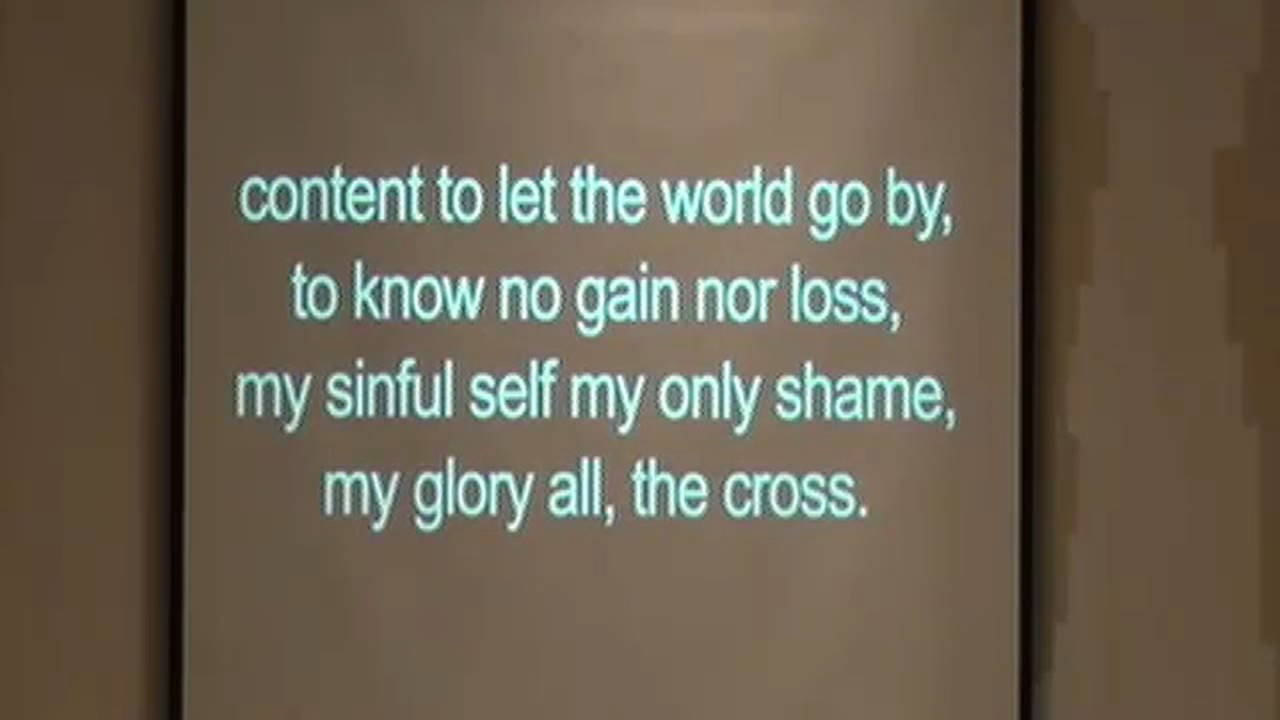 content to let the world go by,
to know no gain nor loss,
my sinful self my only shame,
my glory all, the cross.